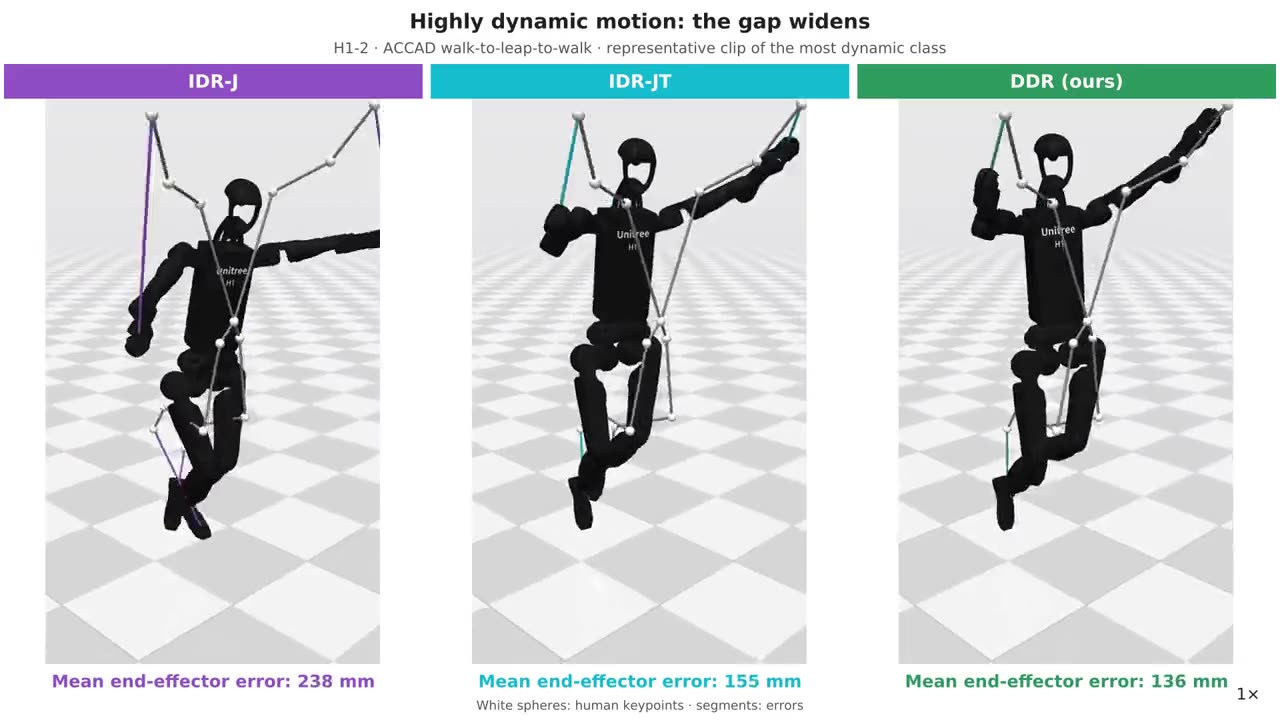 Highly dynamic motion: the gap widens
H1-2 · ACCAD walk-to-leap-to-walk · representative clip of the most dynamic class
IDR-J
IDR-JT
DDR (ours)
Unitree
H1
Unitree
H1
Unitree
H1
Mean end-effector error: 238 mm
Mean end-effector error: 155 mm
Mean end-effector error: 136 mm
1×
White spheres: human keypoints · segments: errors